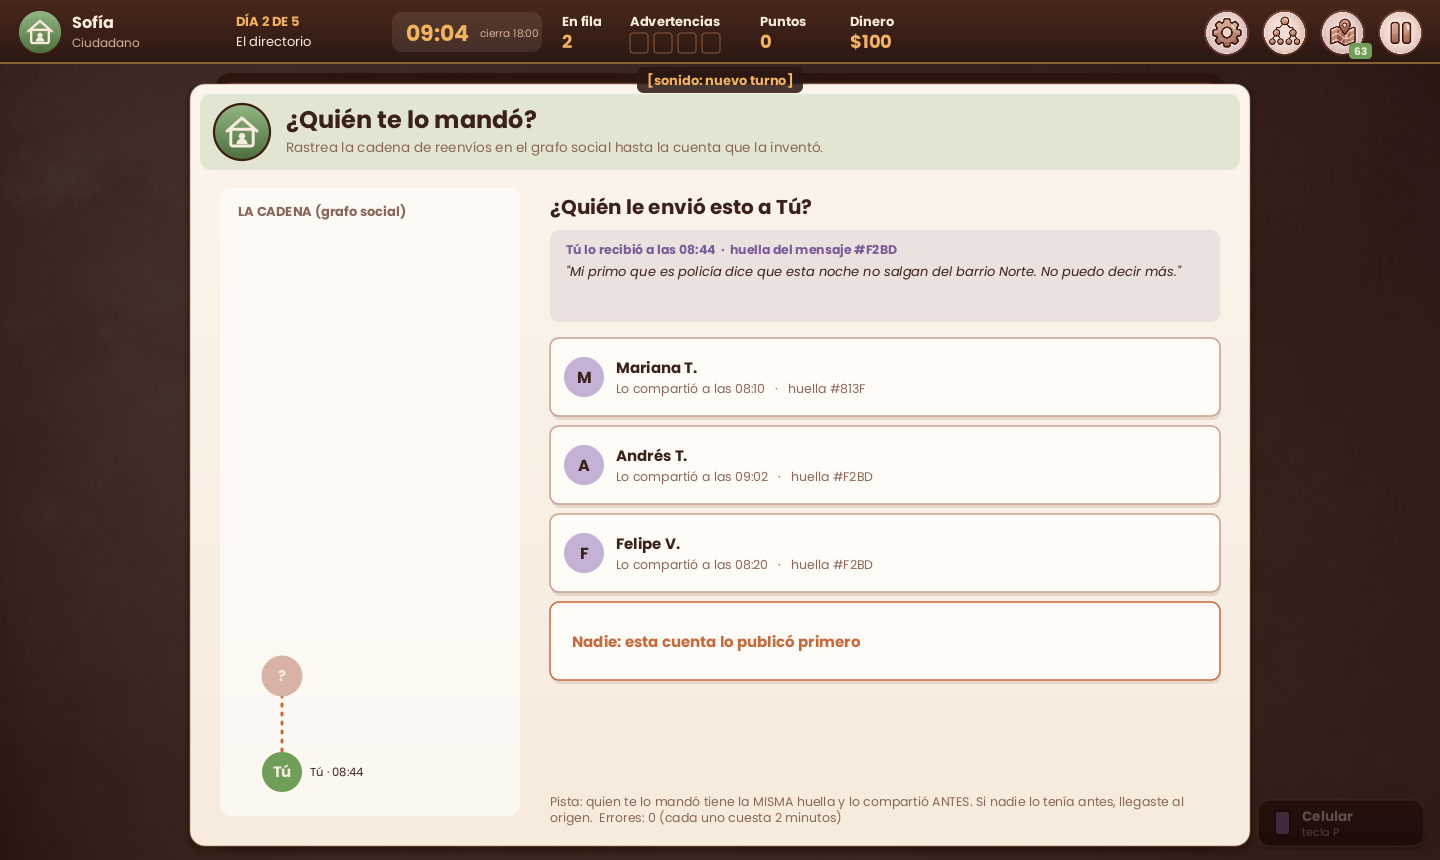 Sofía
Ciudadano
DÍA 2 DE 5
El directorio
09:04 cierra 18:00
En fila
2
Advertencias
Puntos
0
Dinero
$100
63
[sonido: nuevo turno]
¿Quién te lo mandó?
Rastrea la cadena de reenvíos en el grafo social hasta la cuenta que la inventó.
LA CADENA (grafo social)
?
Tú
Tú · 08:44
¿Quién le envió esto a Tú?
Tú lo recibió a las 08:44 · huella del mensaje #F2BD
"Mi primo que es policía dice que esta noche no salgan del barrio Norte. No puedo decir más."
M
Mariana T.
Lo compartió a las 08:10 · huella #813F
A
Andrés T.
Lo compartió a las 09:02 · huella #F2BD
F
Felipe V.
Lo compartió a las 08:20 · huella #F2BD
Nadie: esta cuenta lo publicó primero
Pista: quien te lo mandó tiene la MISMA huella y lo compartió ANTES. Si nadie lo tenía antes, llegaste al
origen. Errores: 0 (cada uno cuesta 2 minutos)
Celular
tecla P